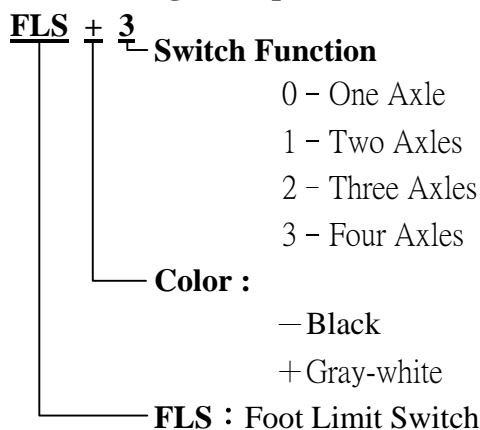 FLS + 3
Switch Function
0 - One Axle
1 - Two Axles
2 - Three Axles
3 - Four Axles
Color :
－Black
＋Gray-white
FLS：Foot Limit Switch